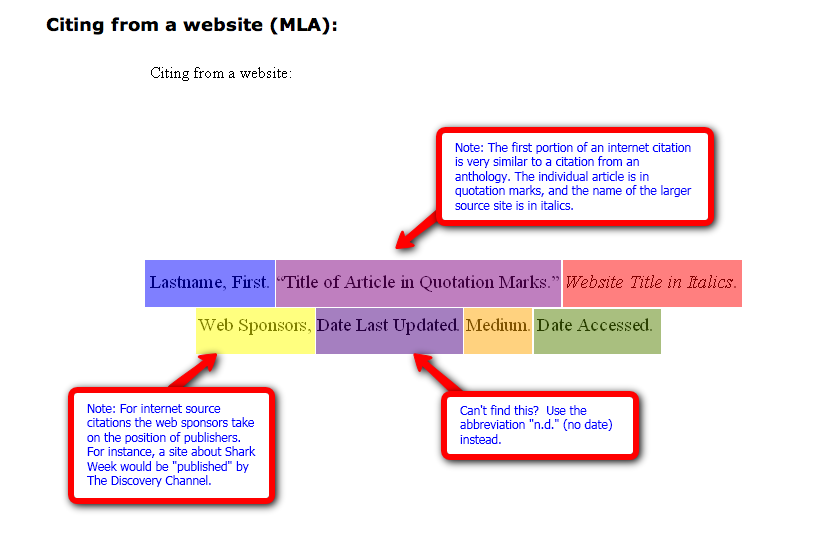 Citing from a website (MLA):
Citing from a website:
Note: The first portion of an internet citation
is very similar to a citation from an
anthology. The individual article is in
quotation marks, and the name of the larger
source site is in italics.
Lastname, First. “Title of Article in Quotation Marks.” Website Title in Italics.
Web Sponsors, Date Last Updated. Medium. Date Accessed.
Note: For internet source
citations the web sponsors take
on the position of publishers.
For instance, a site about Shark
Week would be "published" by
The Discovery Channel.
Can't find this? Use the
abbreviation "n.d." (no date)
instead.